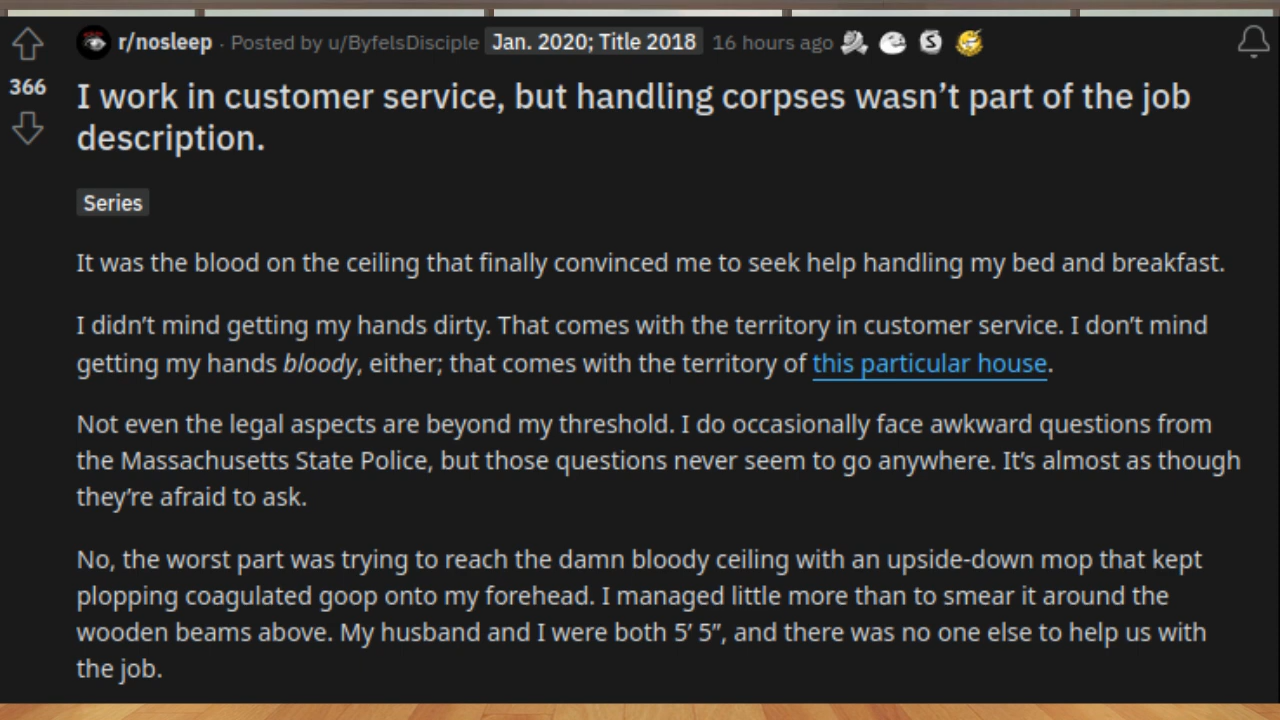 r/nosleep · Posted by u/ByfelsDisciple Jan. 2020; Title 2018 16 hours ago
366
I work in customer service, but handling corpses wasn’t part of the job
description.
Series
It was the blood on the ceiling that finally convinced me to seek help handling my bed and breakfast.
I didn’t mind getting my hands dirty. That comes with the territory in customer service. I don’t mind
getting my hands bloody, either; that comes with the territory of this particular house.
Not even the legal aspects are beyond my threshold. I do occasionally face awkward questions from
the Massachusetts State Police, but those questions never seem to go anywhere. It’s almost as though
they’re afraid to ask.
No, the worst part was trying to reach the damn bloody ceiling with an upside-down mop that kept
plopping coagulated goop onto my forehead. I managed little more than to smear it around the
wooden beams above. My husband and I were both 5’ 5”, and there was no one else to help us with
the job.